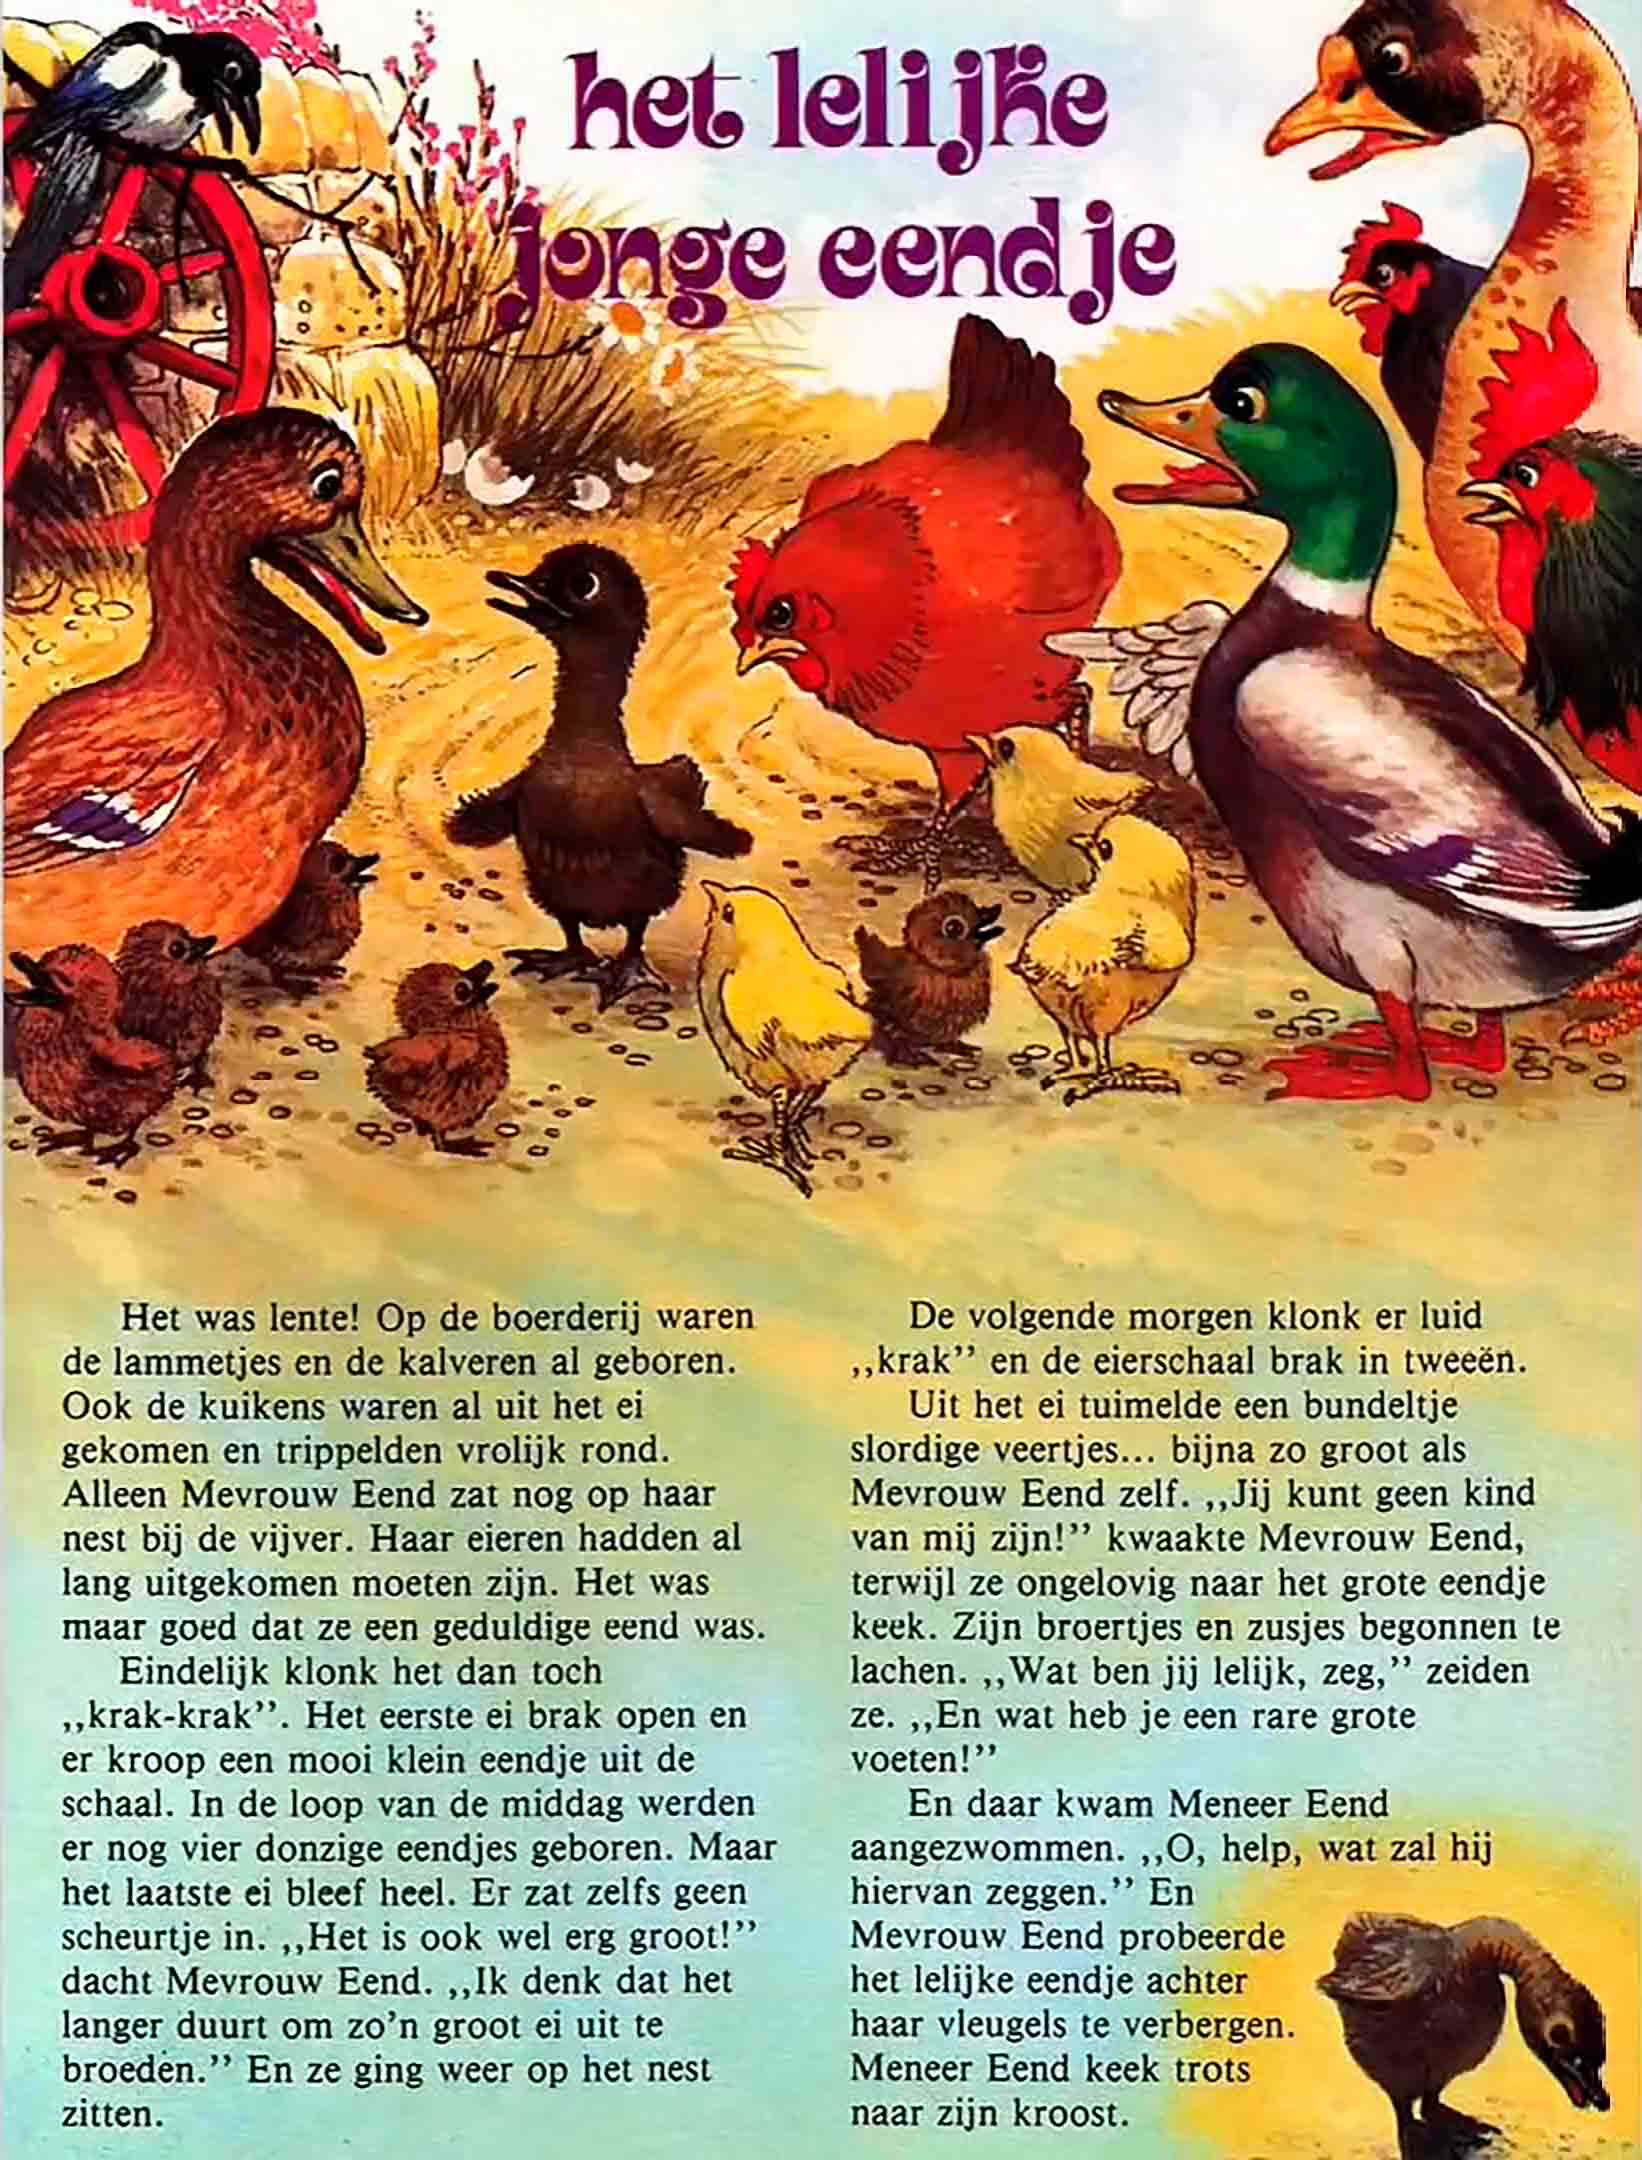 het lelijke
jonge eendje
Het was lente! Op de boerderij waren
de lammetjes en de kalveren al geboren.
Ook de kuikens waren al uit het ei
gekomen en trippelden vrolijk rond.
Alleen Mevrouw Eend zat nog op haar
nest bij de vijver. Haar eieren hadden al
lang uitgekomen moeten zijn. Het was
maar goed dat ze een geduldige eend was.
Eindelijk klonk het dan toch
,,krak-krak”. Het eerste ei brak open en
er kroop een mooi klein eendje uit de
schaal. In de loop van de middag werden
er nog vier donzige eendjes geboren. Maar
het laatste ei bleef heel. Er zat zelfs geen
scheurtje in. ,,Het is ook wel erg groot!”
dacht Mevrouw Eend. ,,Ik denk dat het
langer duurt om zo’n groot ei uit te
broeden.” En ze ging weer op het nest
zitten.
De volgende morgen klonk er luid
,,krak” en de eierschaal brak in tweeën.
Uit het ei tuimelde een bundeltje
slordige veertjes... bijna zo groot als
Mevrouw Eend zelf. ,,Jij kunt geen kind
van mij zijn!” kwaakte Mevrouw Eend,
terwijl ze ongelovig naar het grote eendje
keek. Zijn broertjes en zusjes begonnen te
lachen. ,,Wat ben jij lelijk, zeg,” zeiden
ze. ,,En wat heb je een rare grote
voeten!”
En daar kwam Meneer Eend
aangezwommen. ,,O, help, wat zal hij
hiervan zeggen.” En
Mevrouw Eend probeerde
het lelijke eendje achter
haar vleugels te verbergen.
Meneer Eend keek trots
naar zijn kroost.